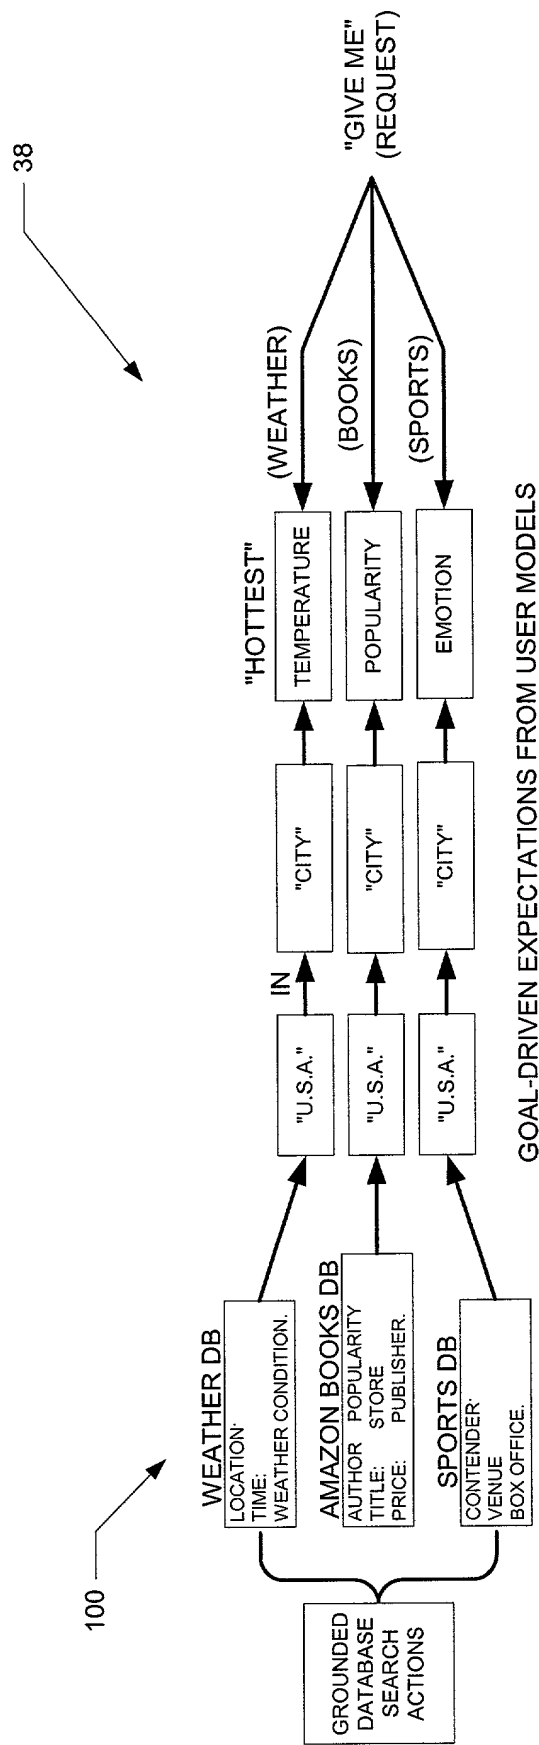 38
100
"GIVE ME"
(REQUEST)
(WEATHER)
(BOOKS)
(SPORTS)
"HOTTEST"
TEMPERATURE
POPULARITY
EMOTION
"CITY"
"CITY"
"CITY"
IN
"U.S.A."
"U.S.A."
"U.S.A."
WEATHER DB
LOCATION:
TIME:
WEATHER CONDITION.
AMAZON BOOKS DB
AUTHOR POPULARITY
TITLE: STORE
PRICE: PUBLISHER.
SPORTS DB
CONTENDER:
VENUE
BOX OFFICE.
GROUNDED
DATABASE
SEARCH
ACTIONS
GOAL-DRIVEN EXPECTATIONS FROM USER MODELS